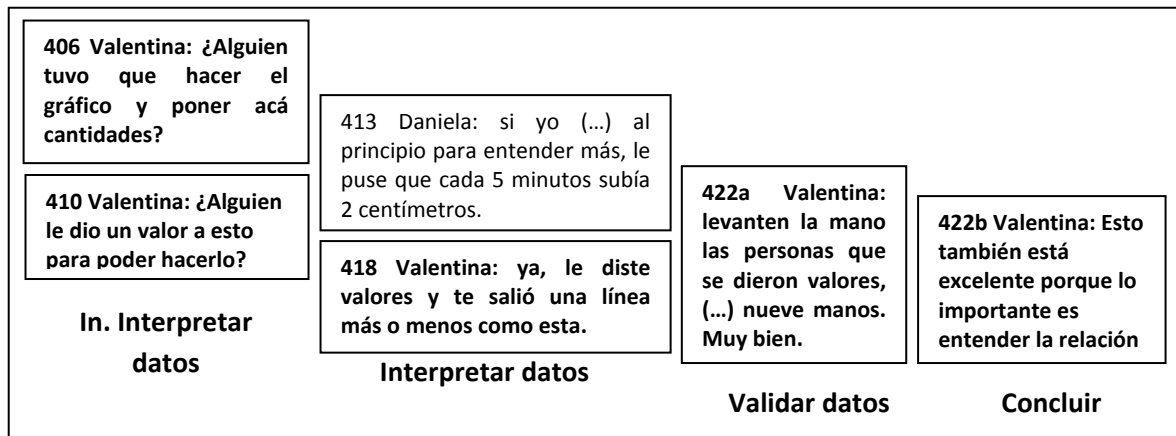 406 Valentina: ¿Alguien
tuvo que hacer el
gráfico y poner acá
cantidades?
410 Valentina: ¿Alguien
le dio un valor a esto
para poder hacerlo?
In. Interpretar
datos
413 Daniela: si yo (...) al
principio para entender más, le
puse que cada 5 minutos subía
2 centímetros.
418 Valentina: ya, le diste
valores y te salió una línea
más o menos como esta.
Interpretar datos
422a Valentina:
levanten la mano
las personas que
se dieron valores,
(...) nueve manos.
Muy bien.
Validar datos
422b Valentina: Esto
también está
excelente porque lo
importante es
entender la relación
Concluir